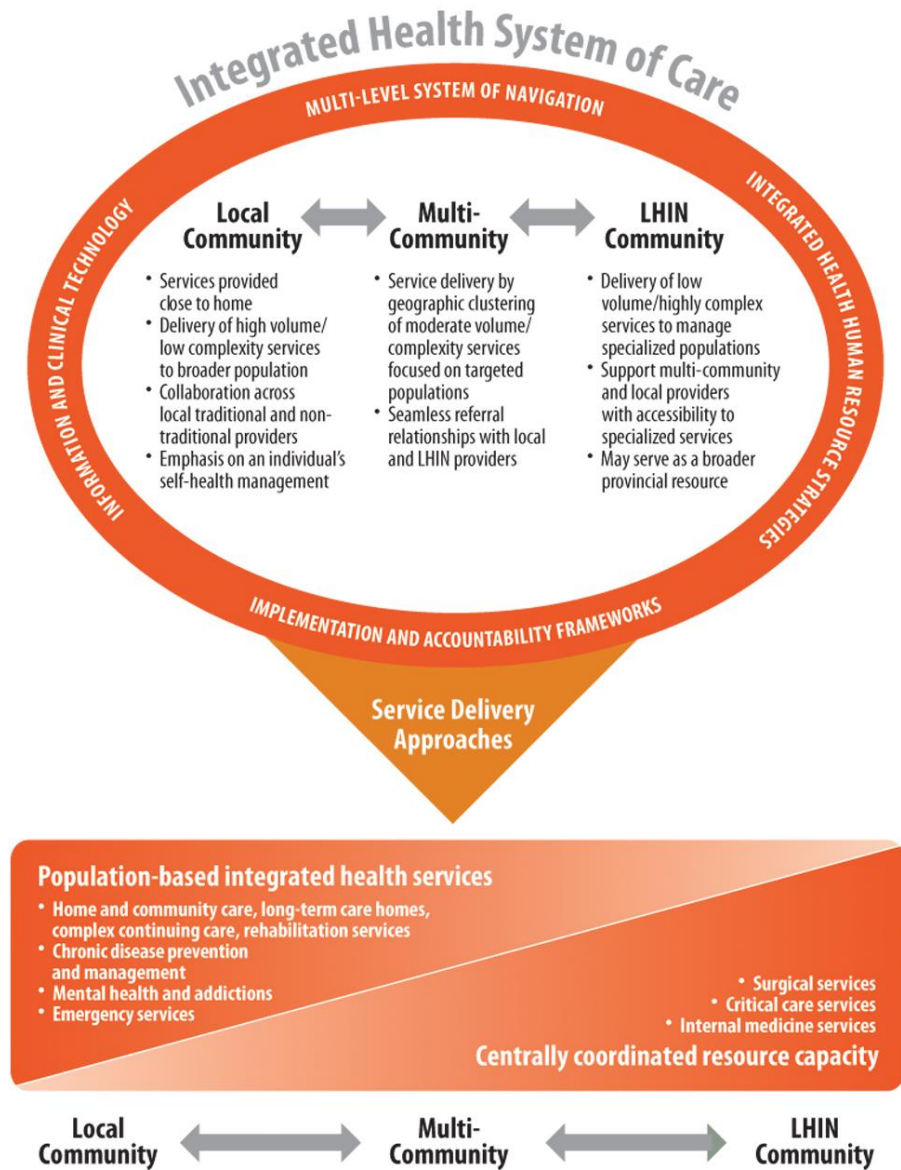 Integrated Health System of Care
MULTI-LEVEL SYSTEM OF NAVIGATION
INFORMATION AND CLINICAL TECHNOLOGY
INTEGRATED HEALTH HUMAN RESOURCE STRATEGIES
Local
Community
• Services provided
close to home
• Delivery of high volume/
low complexity services
to broader population
• Collaboration across
local traditional and non-
traditional providers
• Emphasis on an individual's
self-health management
Multi-
Community
• Service delivery by
geographic clustering
of moderate volume/
complexity services
focused on targeted
populations
• Seamless referral
relationships with local
and LHIN providers
LHIN
Community
• Delivery of low
volume/highly complex
services to manage
specialized populations
• Support multi-community
and local providers
with accessibility to
specialized services
• May serve as a broader
provincial resource
IMPLEMENTATION AND ACCOUNTABILITY FRAMEWORKS
Service Delivery
Approaches
Population-based integrated health services
• Home and community care, long-term care homes,
complex continuing care, rehabilitation services
• Chronic disease prevention
and management
• Mental health and addictions
• Emergency services
• Surgical services
• Critical care services
• Internal medicine services
Centrally coordinated resource capacity
Local
Community
Multi-
Community
LHIN
Community